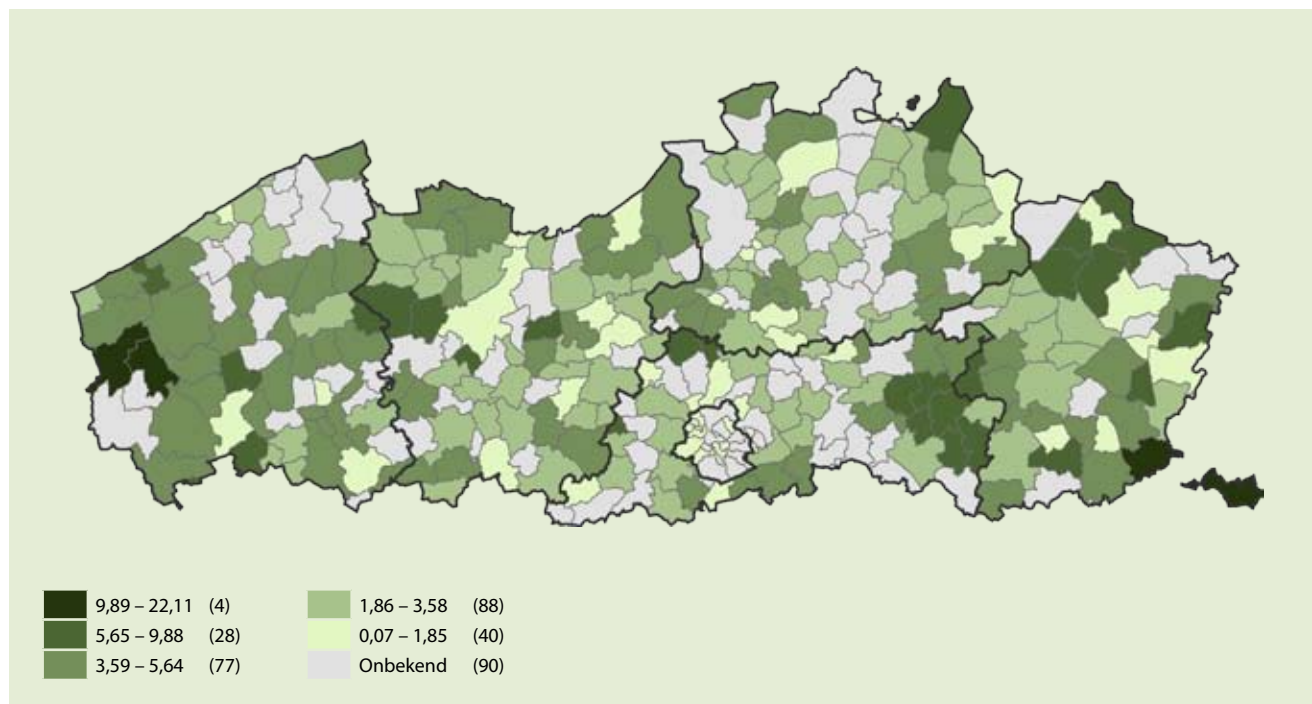 9,89 – 22,11 (4)
5,65 – 9,88 (28)
3,59 – 5,64 (77)
1,86 – 3,58 (88)
0,07 – 1,85 (40)
Onbekend (90)